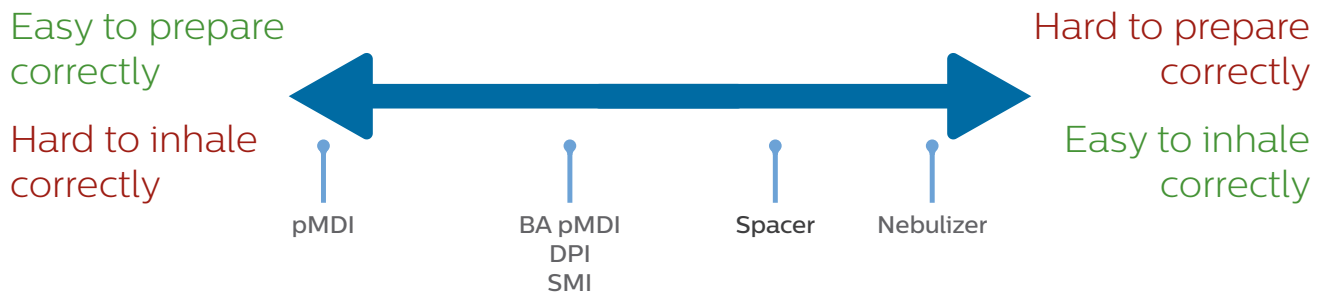 Easy to prepare
correctly
Hard to inhale
correctly
Hard to prepare
correctly
Easy to inhale
correctly
pMDI
BA pMDI
DPI
SMI
Spacer
Nebulizer